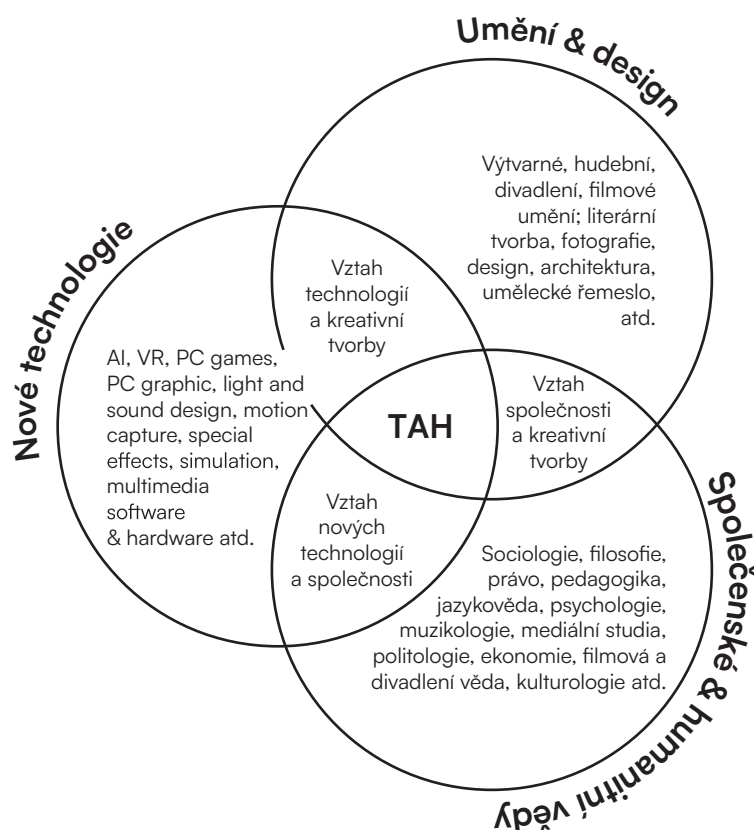 Umění & design
Výtvarné, hudební,
divadlení, filmové
umění; literární
tvorba, fotografie,
design, architektura,
umělecké řemeslo,
atd.
Nové technologie
Vztah
technologií
a kreativní
tvorby
AI, VR, PC games,
PC graphic, light and
sound design, motion
capture, special
effects, simulation,
multimedia
software
& hardware atd.
TAH
Vztah
společnosti
a kreativní
tvorby
Vztah
nových
technologií
a společnosti
Společenské & humanitní vědy
Sociologie, filosofie,
právo, pedagogika,
jazykověda, psychologie,
muzikologie, mediální studia,
politologie, ekonomie, filmová a
divadlení věda, kulturologie atd.